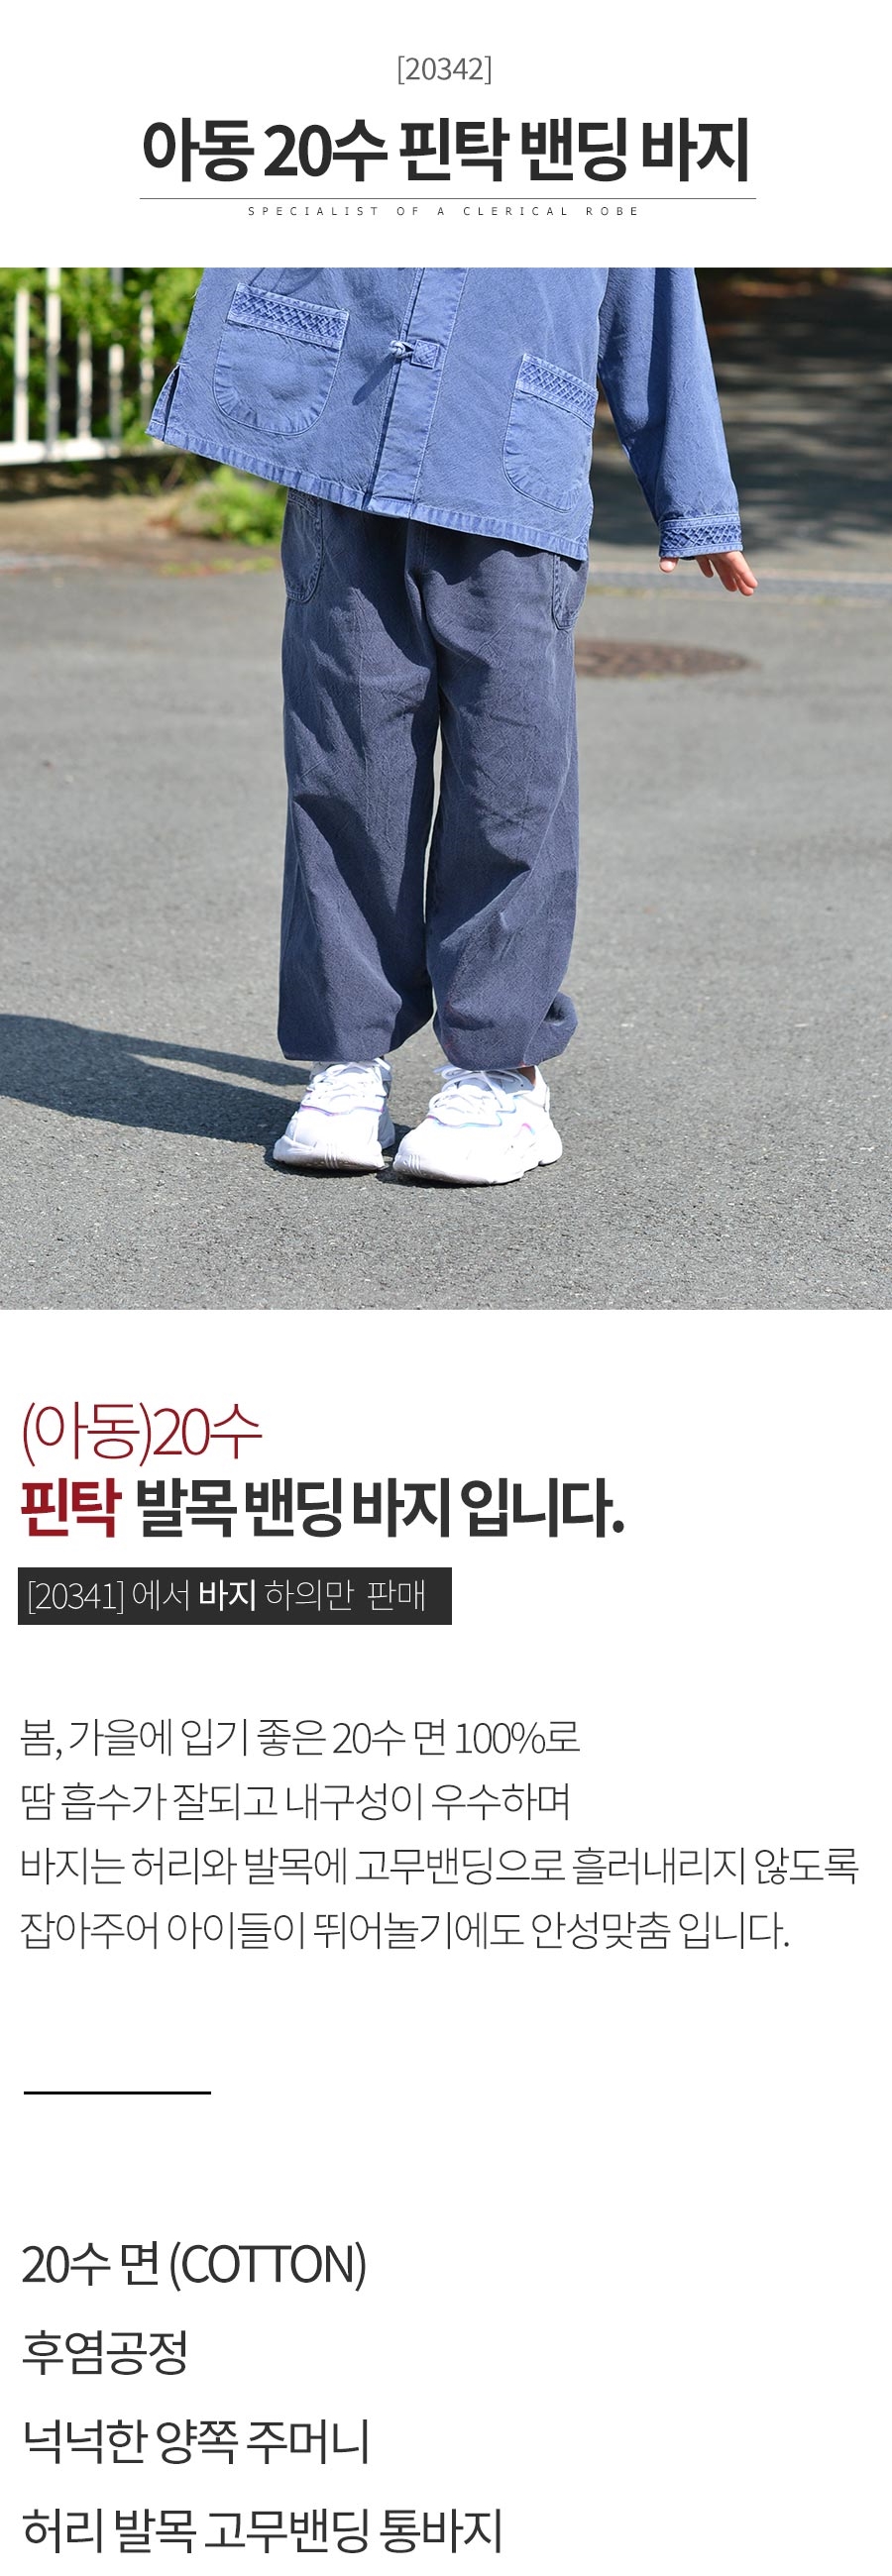 [20342]
아동 20수 핀탁 밴딩 바지
SPECIALIST OF A CLERICAL ROBE
(아동)20수
핀탁 발목 밴딩 바지 입니다.
[20341] 에서 바지 하의만 판매
봄, 가을에 입기 좋은 20수 면 100%로
땀 흡수가 잘되고 내구성이 우수하며
바지는 허리와 발목에 고무밴딩으로 흘러내리지 않도록
잡아주어 아이들이 뛰어놀기에도 안성맞춤 입니다.
20수 면 (COTTON)
후염공정
넉넉한 양쪽 주머니
허리 발목 고무밴딩 통바지